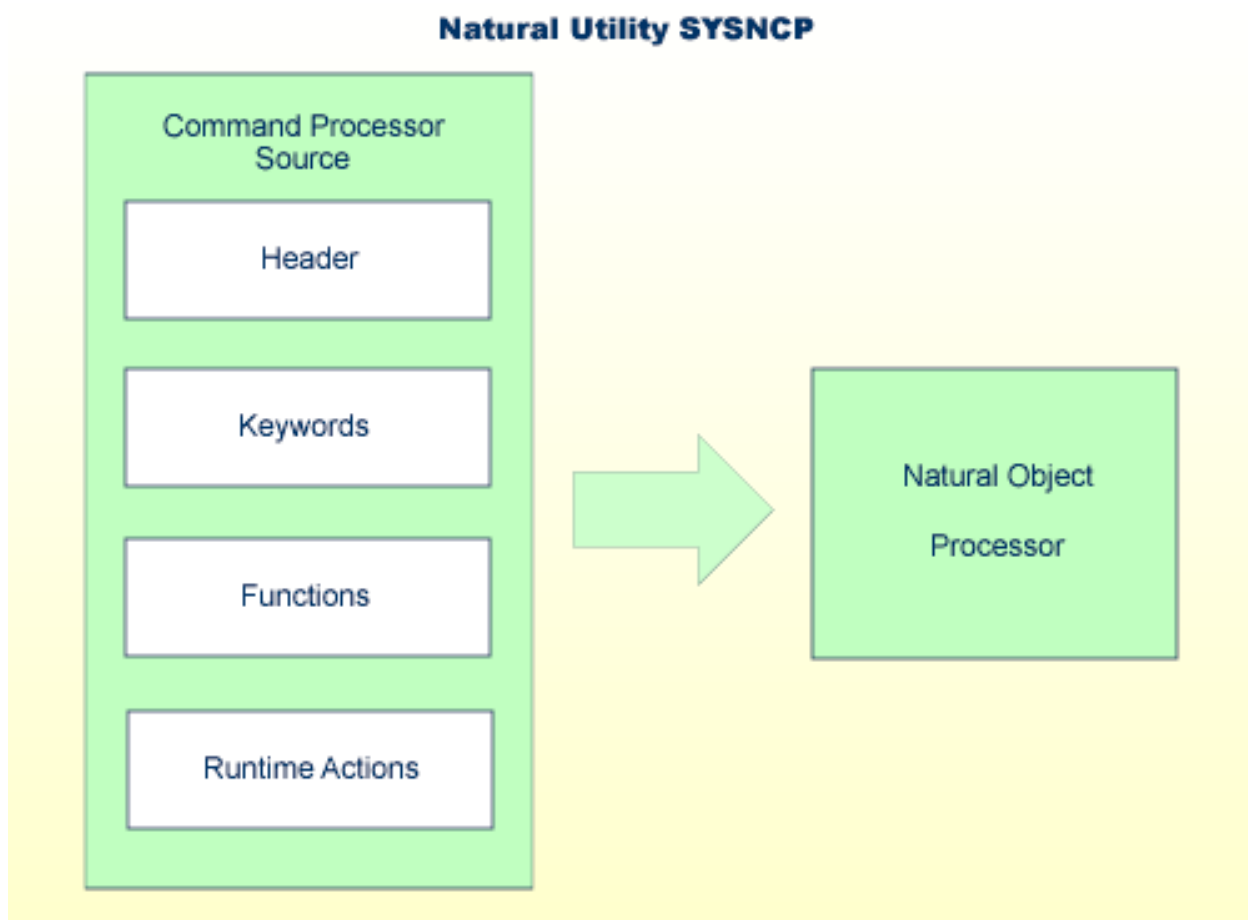 Natural Utility SYSNCP
Command Processor
Source
Header
Keywords
Functions
Runtime Actions
Natural Object
Processor